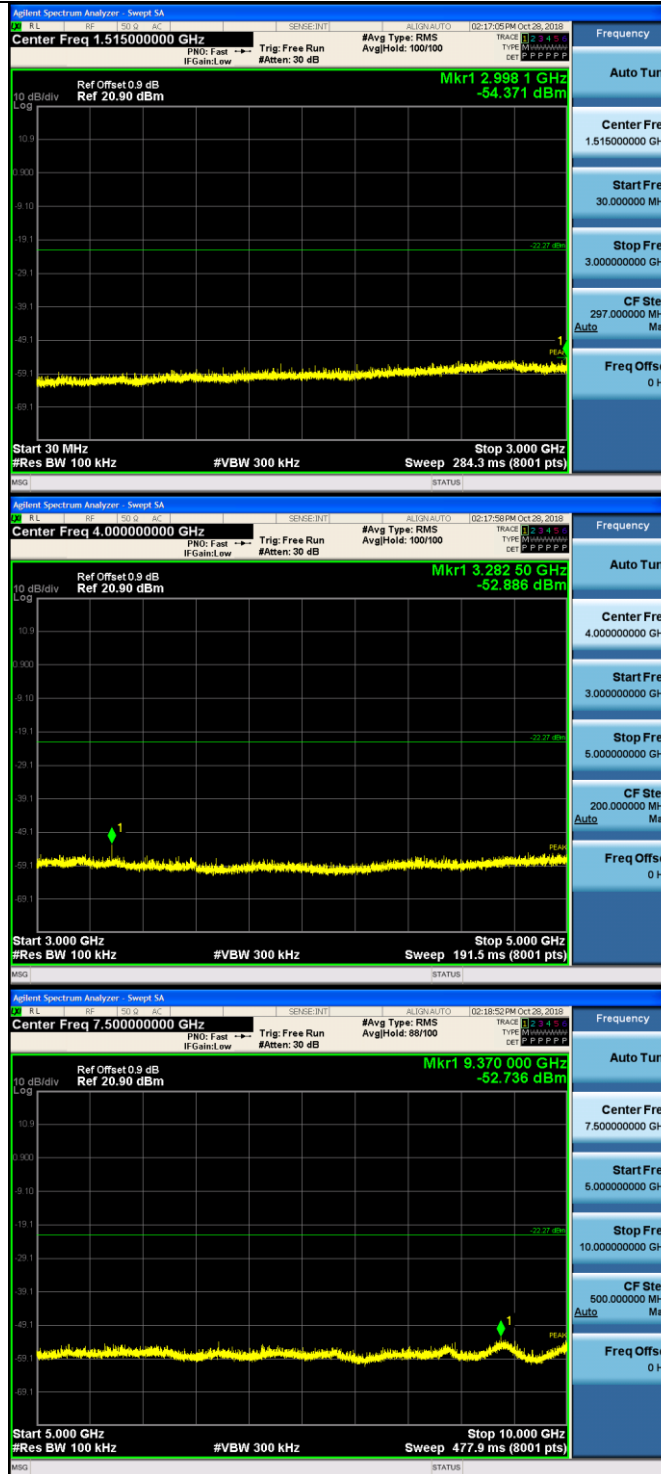 Agilent Spectrum Analyzer - Swept SA
RL RF 50 Ω AC SENSE:INT ALIGNAUTO 02:17:05PM Oct 28, 2018
Center Freq 1.515000000 GHz #Avg Type: RMS TRACE 1 2 3 4 5 6
PNO: Fast Trig: Free Run Avg|Hold: 100/100 TYPE M
IFGain:Low #Atten: 30 dB DET P P P P P P
Mkr1 2.998 1 GHz
Ref Offset 0.9 dB
10 dB/div Ref 20.90 dBm -54.371 dBm
Log
10.9
0.900
-9.10
-19.1
-22.27 dBm
-29.1
-39.1
-49.1
1
PEAK
-59.1
-69.1
Start 30 MHz Stop 3.000 GHz
#Res BW 100 kHz #VBW 300 kHz Sweep 284.3 ms (8001 pts)
MSG STATUS
Frequency
Auto Tun
Center Fre
1.515000000 GH
Start Fre
30.000000 MH
Stop Fre
3.000000000 GH
CF Ste
297.000000 MH
Auto Ma
Freq Offse
0 H
Agilent Spectrum Analyzer - Swept SA
RL RF 50 Ω AC SENSE:INT ALIGNAUTO 02:17:58PM Oct 28, 2018
Center Freq 4.000000000 GHz #Avg Type: RMS TRACE 1 2 3 4 5 6
PNO: Fast Trig: Free Run Avg|Hold: 100/100 TYPE M
IFGain:Low #Atten: 30 dB DET P P P P P P
Mkr1 3.282 50 GHz
Ref Offset 0.9 dB
10 dB/div Ref 20.90 dBm -52.886 dBm
Log
10.9
0.900
-9.10
-19.1
-22.27 dBm
-29.1
-39.1
-49.1
1
PEAK
-59.1
-69.1
Start 3.000 GHz Stop 5.000 GHz
#Res BW 100 kHz #VBW 300 kHz Sweep 191.5 ms (8001 pts)
MSG STATUS
Frequency
Auto Tun
Center Fre
4.000000000 GH
Start Fre
3.000000000 GH
Stop Fre
5.000000000 GH
CF Ste
200.000000 MH
Auto Ma
Freq Offse
0 H
Agilent Spectrum Analyzer - Swept SA
RL RF 50 Ω AC SENSE:INT ALIGNAUTO 02:18:52PM Oct 28, 2018
Center Freq 7.500000000 GHz #Avg Type: RMS TRACE 1 2 3 4 5 6
PNO: Fast Trig: Free Run Avg|Hold: 88/100 TYPE M
IFGain:Low #Atten: 30 dB DET P P P P P P
Mkr1 9.370 000 GHz
Ref Offset 0.9 dB
10 dB/div Ref 20.90 dBm -52.736 dBm
Log
10.9
0.900
-9.10
-19.1
-22.27 dBm
-29.1
-39.1
-49.1
1
PEAK
-59.1
-69.1
Start 5.000 GHz Stop 10.000 GHz
#Res BW 100 kHz #VBW 300 kHz Sweep 477.9 ms (8001 pts)
MSG STATUS
Frequency
Auto Tun
Center Fre
7.500000000 GH
Start Fre
5.000000000 GH
Stop Fre
10.000000000 GH
CF Ste
500.000000 MH
Auto Ma
Freq Offse
0 H